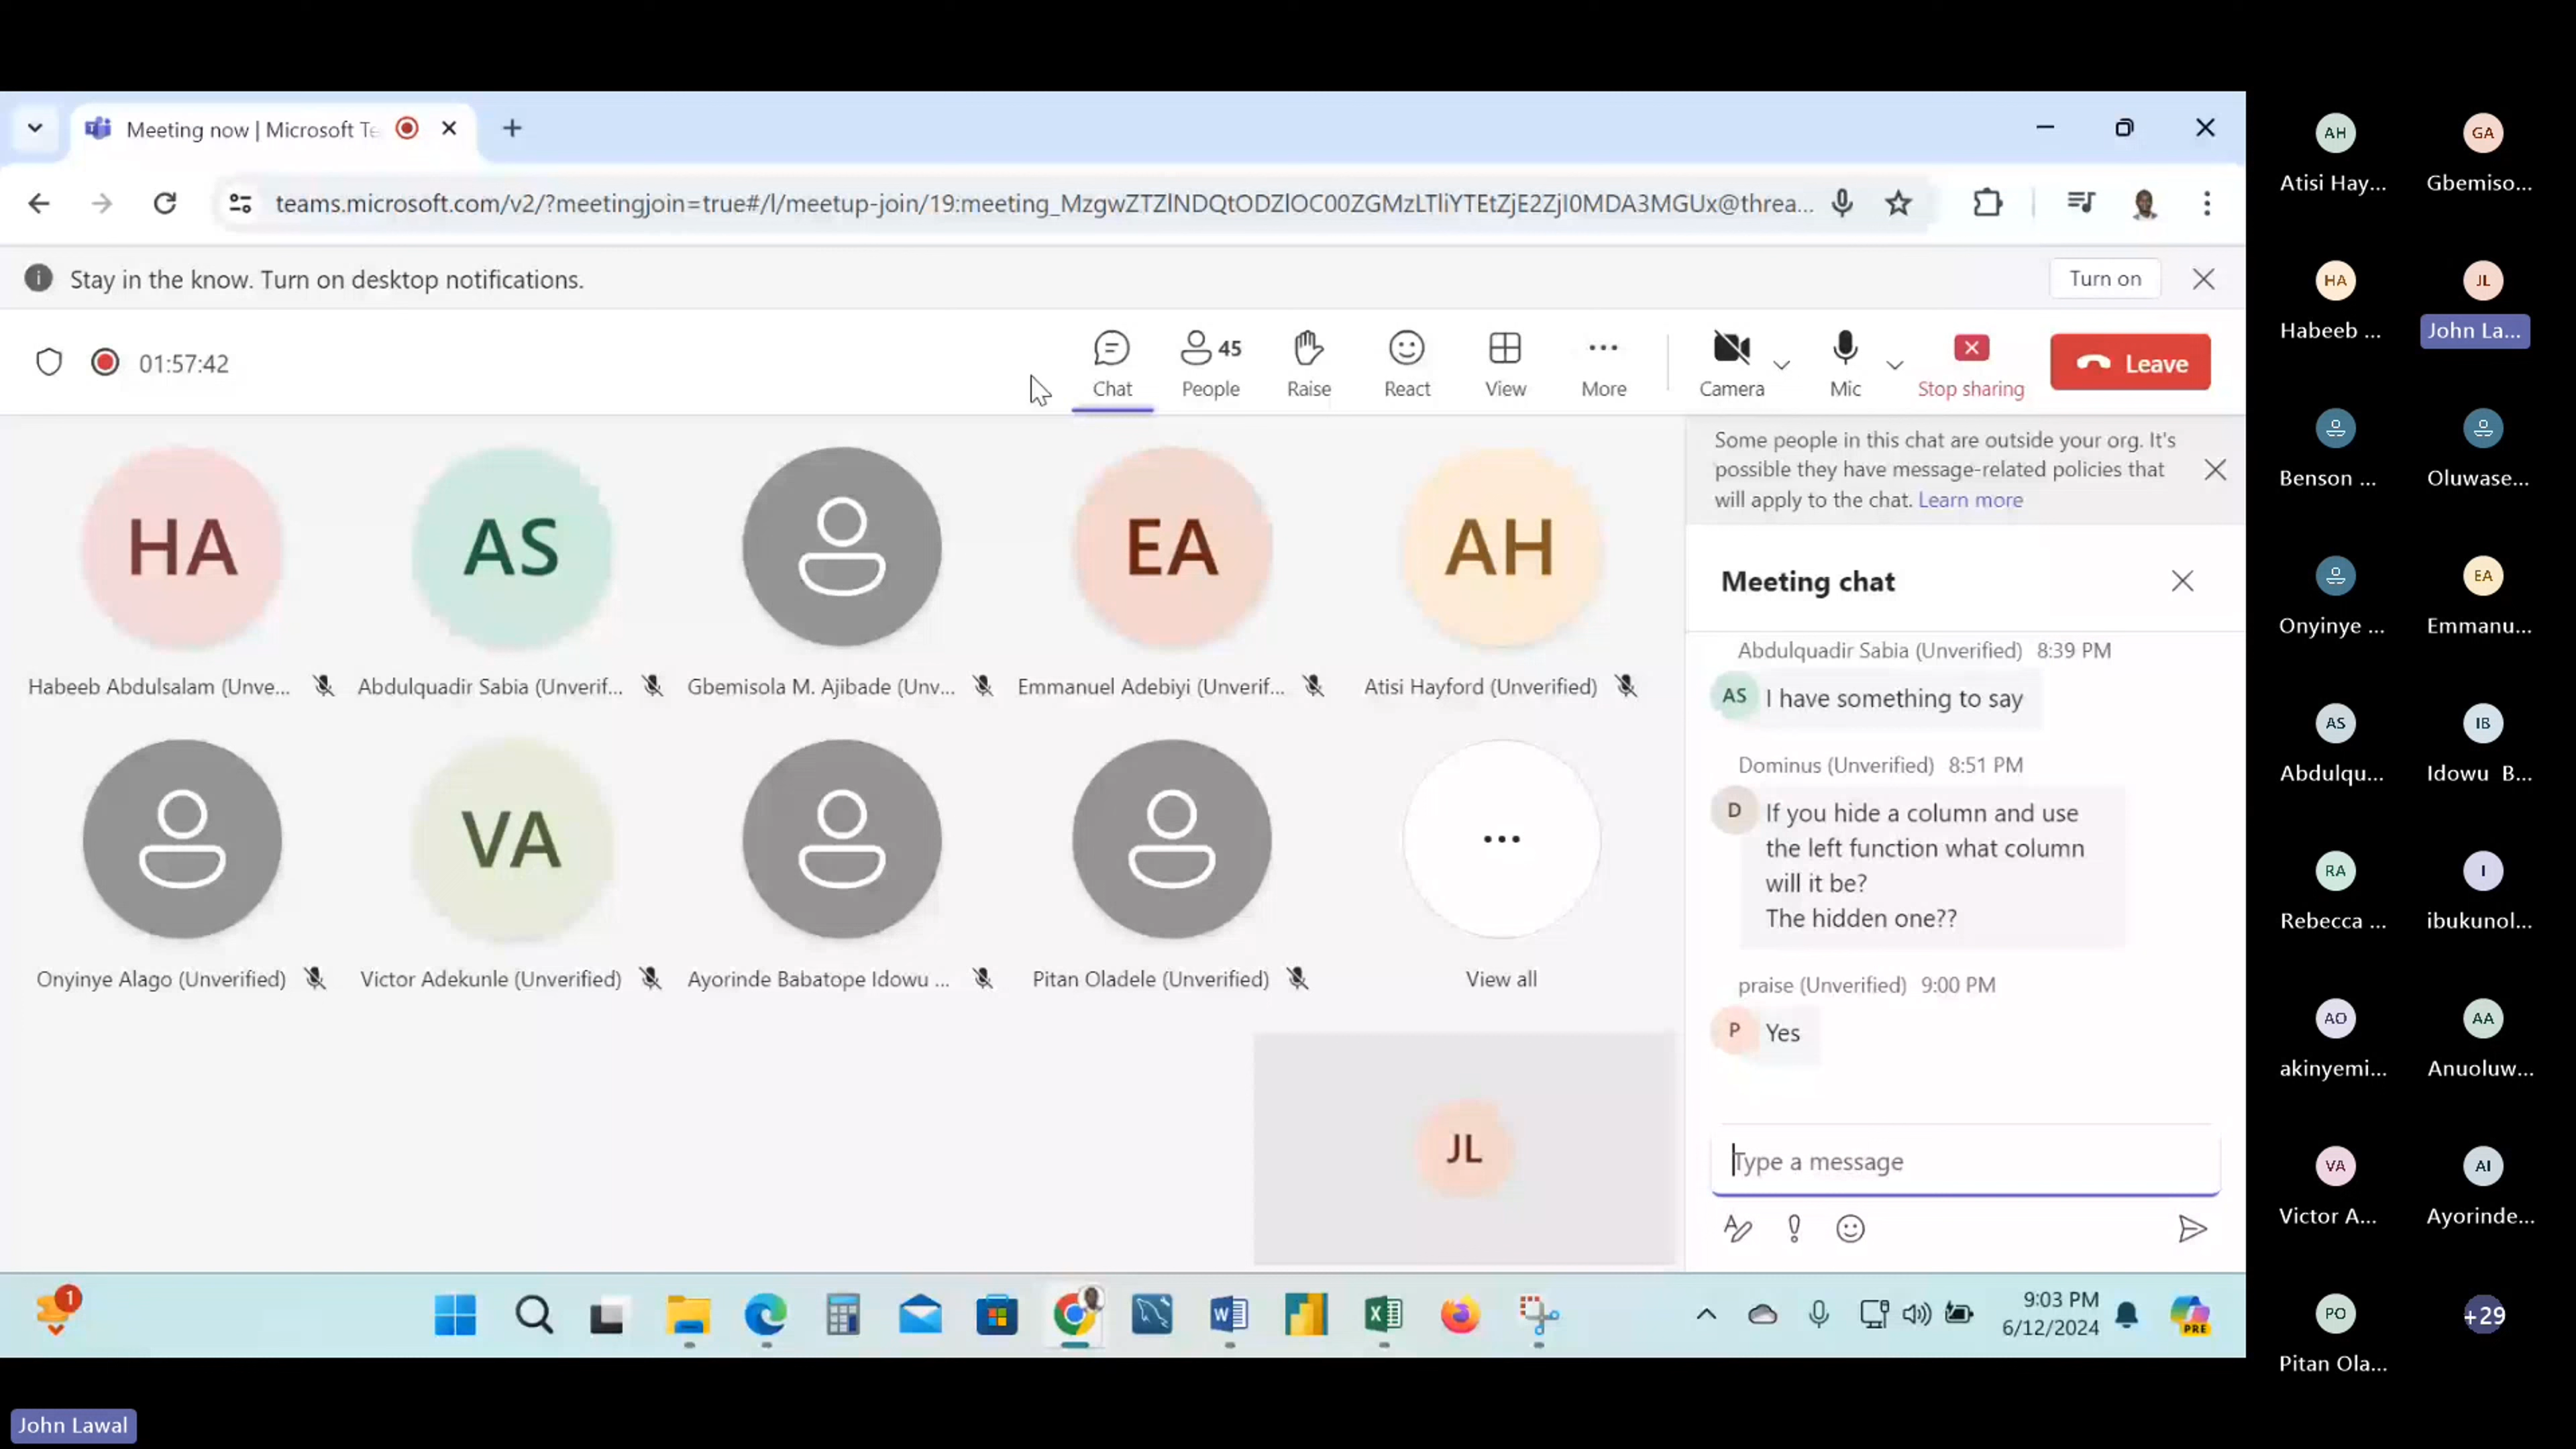 Meeting now | Microsoft Te
teams.microsoft.com/v2/?meetingjoin=true#/l/meetup-join/19:meeting_MzgwZTZlNDQtODZlOC00ZGMzLTliYTEtZjE2ZjI0MDA3MGUx@threa...
Stay in the know. Turn on desktop notifications.
Turn on
01:57:42
Chat
45
People
Raise
React
View
More
Camera
Mic
Stop sharing
Leave
HA
Habeeb Abdulsalam (Unve...
AS
Abdulquadir Sabia (Unverif...
Gbemisola M. Ajibade (Unv...
EA
Emmanuel Adebiyi (Unverif...
AH
Atisi Hayford (Unverified)
Onyinye Alago (Unverified)
VA
Victor Adekunle (Unverified)
Ayorinde Babatope Idowu ...
Pitan Oladele (Unverified)
...
View all
JL
Some people in this chat are outside your org. It's
possible they have message-related policies that
will apply to the chat. Learn more
Meeting chat
Abdulquadir Sabia (Unverified) 8:39 PM
AS
I have something to say
Dominus (Unverified) 8:51 PM
D
If you hide a column and use
the left function what column
will it be?
The hidden one??
praise (Unverified) 9:00 PM
P
Yes
Type a message
1
9:03 PM
6/12/2024
PRE
AH
Atisi Hay...
GA
Gbemiso...
HA
Habeeb ...
JL
John La...
Benson ...
Oluwase...
Onyinye ...
EA
Emmanu...
AS
Abdulqu...
IB
Idowu B...
RA
Rebecca ...
I
ibukunol...
AO
akinyemi...
AA
Anuoluw...
VA
Victor A...
AI
Ayorinde...
PO
Pitan Ola...
+29
John Lawal